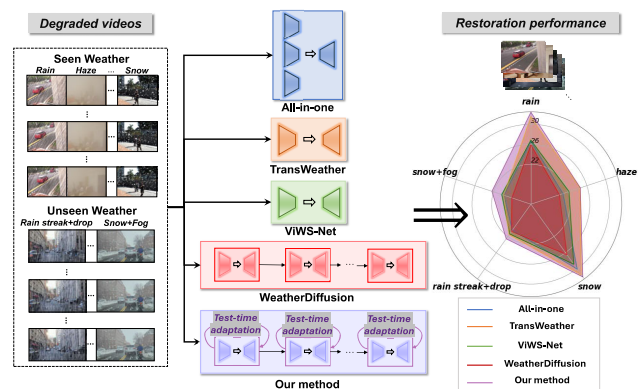 Degraded videos
Seen Weather
Rain Haze ... Snow
Unseen Weather
Rain streak+drop Snow+Fog
All-in-one
TransWeather
ViWS-Net
WeatherDiffusion
Test-time adaptation
Test-time adaptation
Test-time adaptation
Our method
Restoration performance
rain
30
26
22
snow+fog
haze
rain streak+drop
snow
All-in-one
TransWeather
ViWS-Net
WeatherDiffusion
Our method